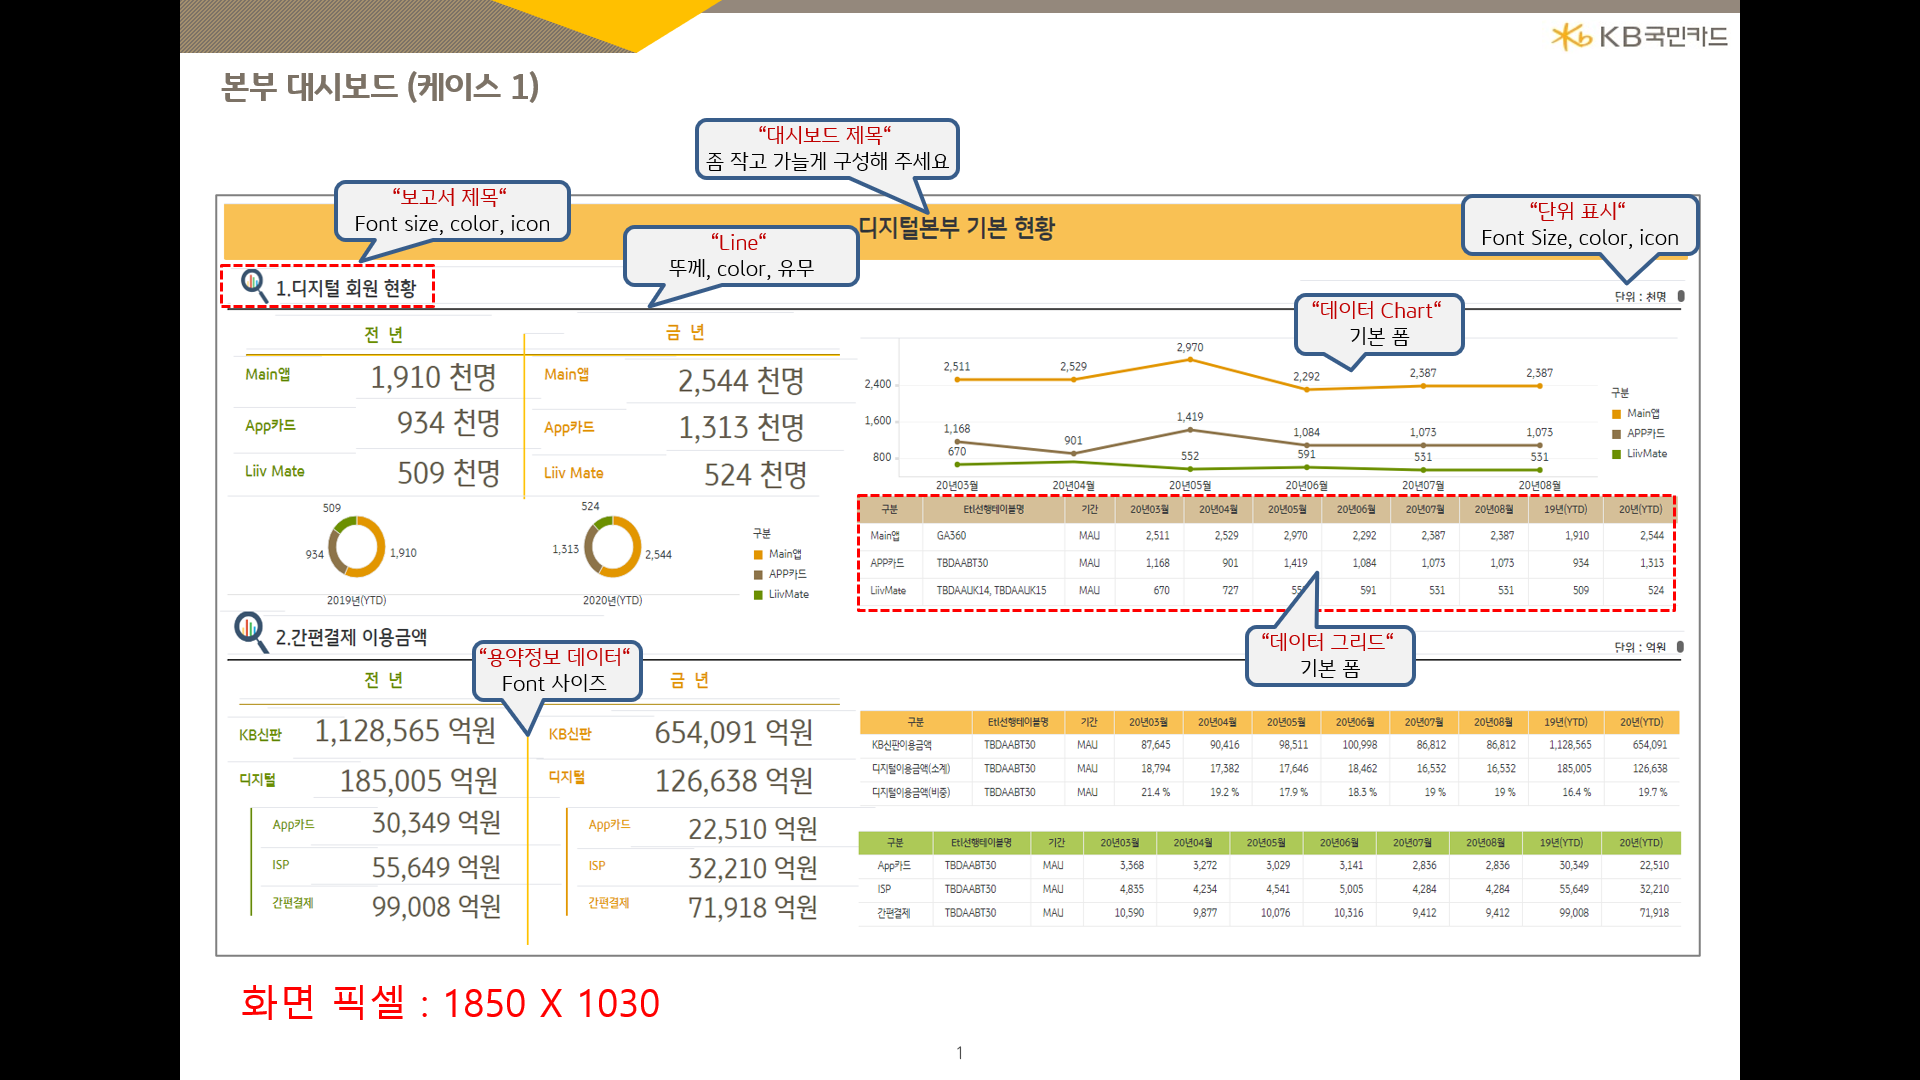 KB국민카드
본부 대시보드 (케이스 1)
“대시보드 제목“
좀 작고 가늘게 구성해 주세요
“보고서 제목“
Font size, color, icon
“Line“
뚜께, color, 유무
디지털본부 기본 현황
“단위 표시“
Font Size, color, icon
1.디지털 회원 현황
단위 : 천명
“데이터 Chart“
기본 폼
전 년
금 년
Main앱 1,910 천명 Main앱 2,544 천명
App카드 934 천명 App카드 1,313 천명
Liiv Mate 509 천명 Liiv Mate 524 천명
509
934
1,910
2019년(YTD)
524
1,313
2,544
2020년(YTD)
구분
Main앱
APP카드
LiivMate
2,400
1,600
800
2,511 2,529 2,970 2,292 2,387 2,387
1,168 901 1,419 1,084 1,073 1,073
670 552 591 531 531
20년03월 20년04월 20년05월 20년06월 20년07월 20년08월
구분
Main앱
APP카드
LiivMate
구분 Etl선행테이블명 기간 20년03월 20년04월 20년05월 20년06월 20년07월 20년08월 19년(YTD) 20년(YTD)
Main앱 GA360 MAU 2,511 2,529 2,970 2,292 2,387 2,387 1,910 2,544
APP카드 TBDAABT30 MAU 1,168 901 1,419 1,084 1,073 1,073 934 1,313
LiivMate TBDAAUK14, TBDAAUK15 MAU 670 727 591 531 531 509 524
“데이터 그리드“
기본 폼
2.간편결제 이용금액
단위 : 억원
“용약정보 데이터“
Font 사이즈
전 년
금 년
KB신판 1,128,565 억원 KB신판 654,091 억원
디지털 185,005 억원 디지털 126,638 억원
App카드 30,349 억원 App카드 22,510 억원
ISP 55,649 억원 ISP 32,210 억원
간편결제 99,008 억원 간편결제 71,918 억원
구분 Etl선행테이블명 기간 20년03월 20년04월 20년05월 20년06월 20년07월 20년08월 19년(YTD) 20년(YTD)
KB신판이용금액 TBDAABT30 MAU 87,645 90,416 98,511 100,998 86,812 86,812 1,128,565 654,091
디지털이용금액(소계) TBDAABT30 MAU 18,794 17,382 17,646 18,462 16,532 16,532 185,005 126,638
디지털이용금액(비중) TBDAABT30 MAU 21.4 % 19.2 % 17.9 % 18.3 % 19 % 19 % 16.4 % 19.7 %
구분 Etl선행테이블명 기간 20년03월 20년04월 20년05월 20년06월 20년07월 20년08월 19년(YTD) 20년(YTD)
App카드 TBDAABT30 MAU 3,368 3,272 3,029 3,141 2,836 2,836 30,349 22,510
ISP TBDAABT30 MAU 4,835 4,234 4,541 5,005 4,284 4,284 55,649 32,210
간편결제 TBDAABT30 MAU 10,590 9,877 10,076 10,316 9,412 9,412 99,008 71,918
화면 픽셀 : 1850 X 1030
1